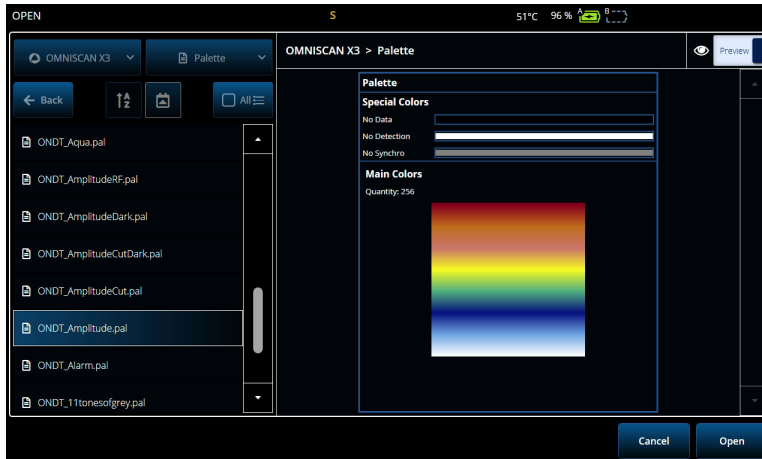 OPEN
S
51°C 96 % A B
OMNISCAN X3
Palette
Back
All
ONDT_Aqua.pal
ONDT_AmplitudeRF.pal
ONDT_AmplitudeDark.pal
ONDT_AmplitudeCutDark.pal
ONDT_AmplitudeCut.pal
ONDT_Amplitude.pal
ONDT_Alarm.pal
ONDT_11tonesofgrey.pal
OMNISCAN X3 > Palette
Preview
Palette
Special Colors
No Data
No Detection
No Synchro
Main Colors
Quantity: 256
Cancel
Open